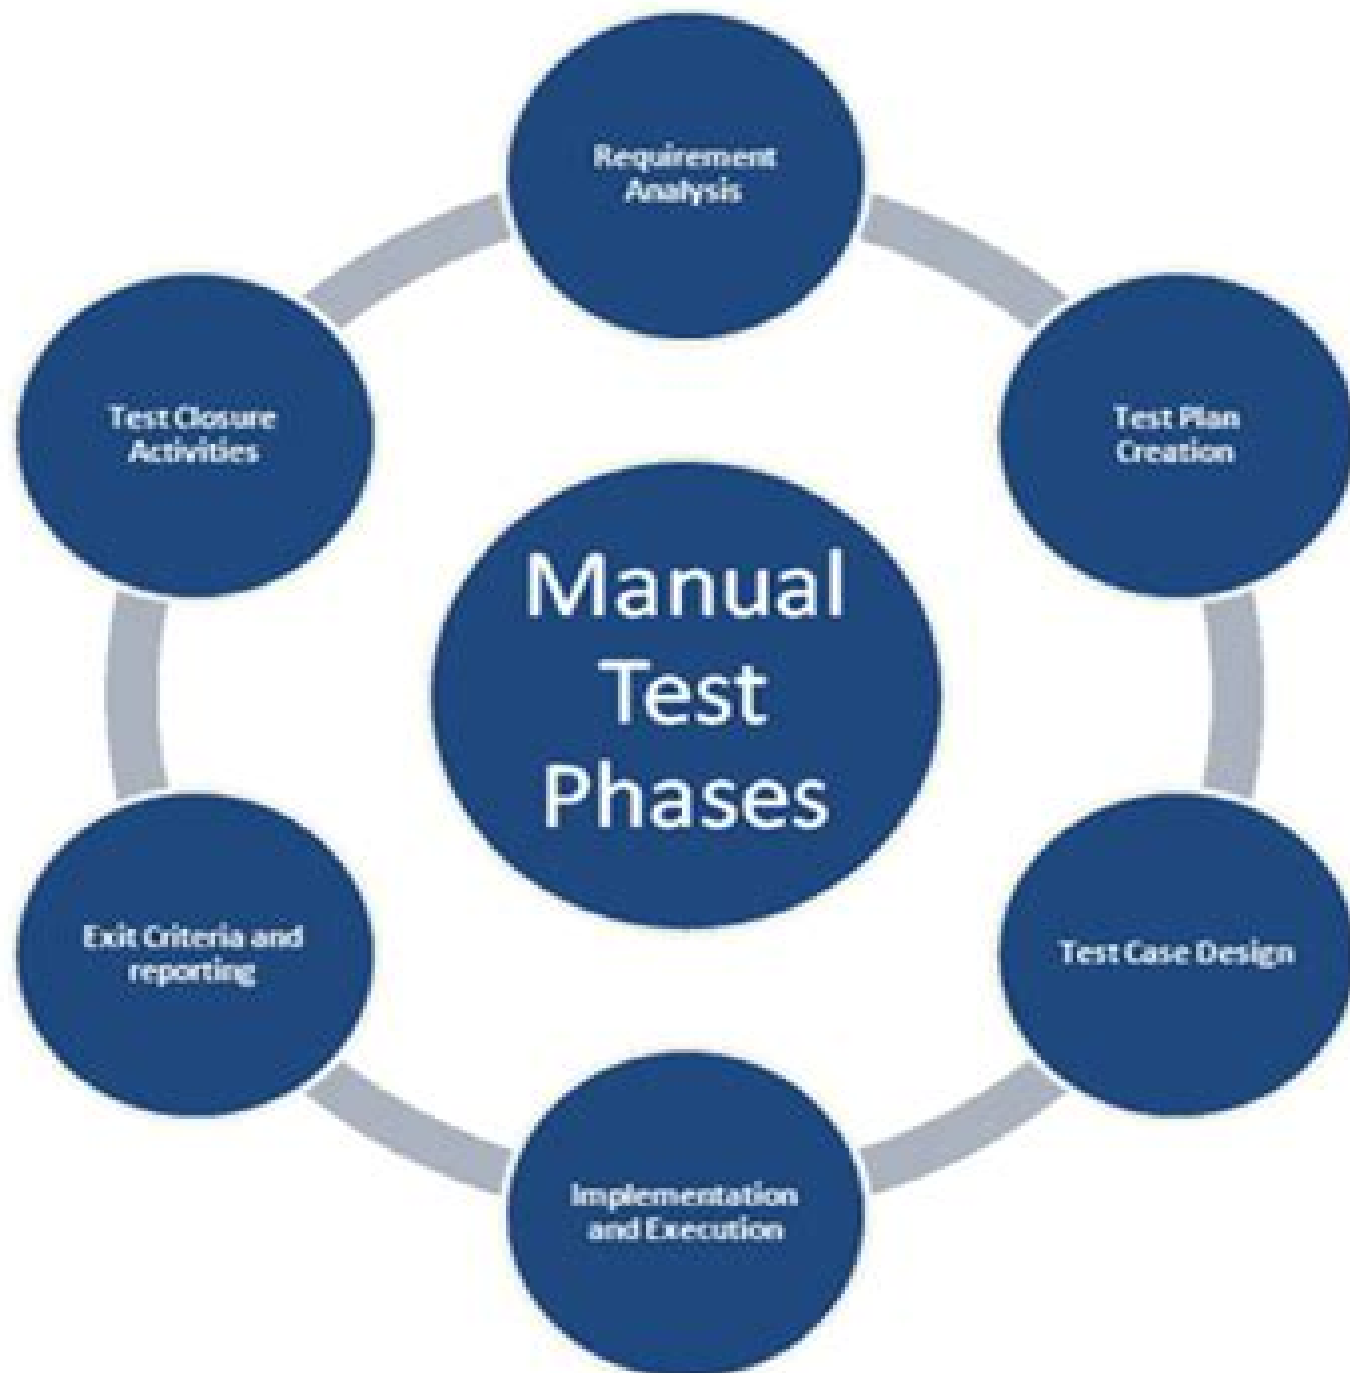 Requirement
Analysis
Test Plan
Creation
Test Case Design
Implementation
and Execution
Exit Criteria and
reporting
Test Closure
Activities
Manual
Test
Phases